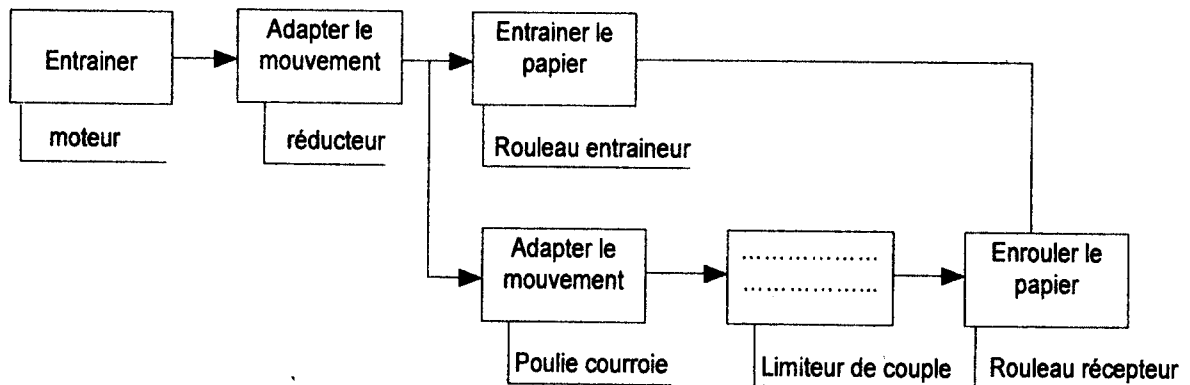 Entrainer
moteur
Adapter le
mouvement
réducteur
Entrainer le
papier
Rouleau entraineur
Adapter le
mouvement
Poulie courroie
....................
....................
Limiteur de couple
Enrouler le
papier
Rouleau récepteur